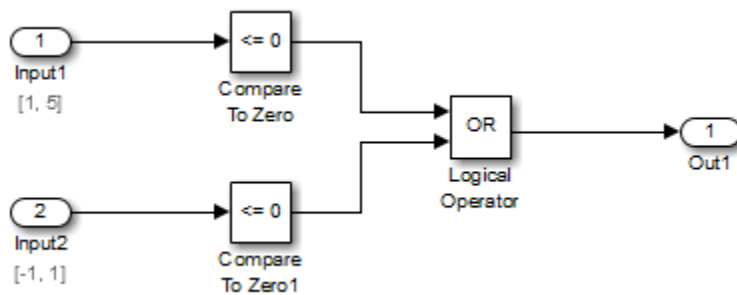 1
Input1
[1, 5]
<= 0
Compare
To Zero
OR
Logical
Operator
1
Out1
2
Input2
[-1, 1]
<= 0
Compare
To Zero1